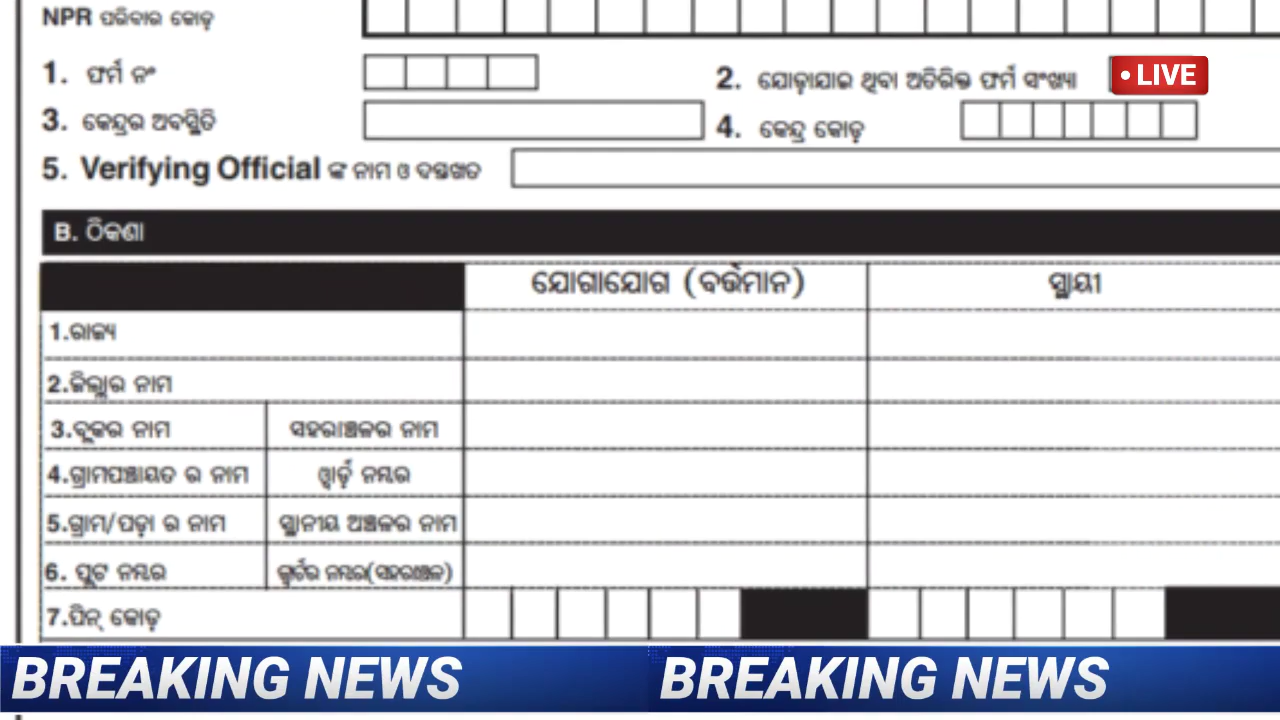 NPR ପରିବାର କୋଡ଼
1. ଫର୍ମ ନଂ
2. ଯୋଡ଼ାଯାଇ ଥିବା ଅତିରିକ୍ତ ଫର୍ମ ସଂଖ୍ୟା
• LIVE
3. କେନ୍ଦ୍ରର ଅବସ୍ଥିତି
4. କେନ୍ଦ୍ର କୋଡ଼
5. Verifying Official ଙ୍କ ନାମ ଓ ଦସ୍ତଖତ
B. ଠିକଣା
ଯୋଗାଯୋଗ (ବର୍ତ୍ତମାନ) ସ୍ଥାୟୀ
1.ରାଜ୍ୟ
2.ଜିଲ୍ଲାର ନାମ
3.ବ୍ଲକର ନାମ ସହରାଞ୍ଚଳର ନାମ
4.ଗ୍ରାମପଞ୍ଚାୟତ ର ନାମ ୱାର୍ଡ଼ ନମ୍ବର
5.ଗ୍ରାମ/ପଡ଼ା ର ନାମ ସ୍ଥାନୀୟ ଅଞ୍ଚଳର ନାମ
6. ପ୍ଲଟ ନମ୍ବର କ୍ୱାର୍ଟର ନମ୍ବର(ସହରାଞ୍ଚଳ)
7.ପିନ୍ କୋଡ଼
BREAKING NEWS BREAKING NEWS